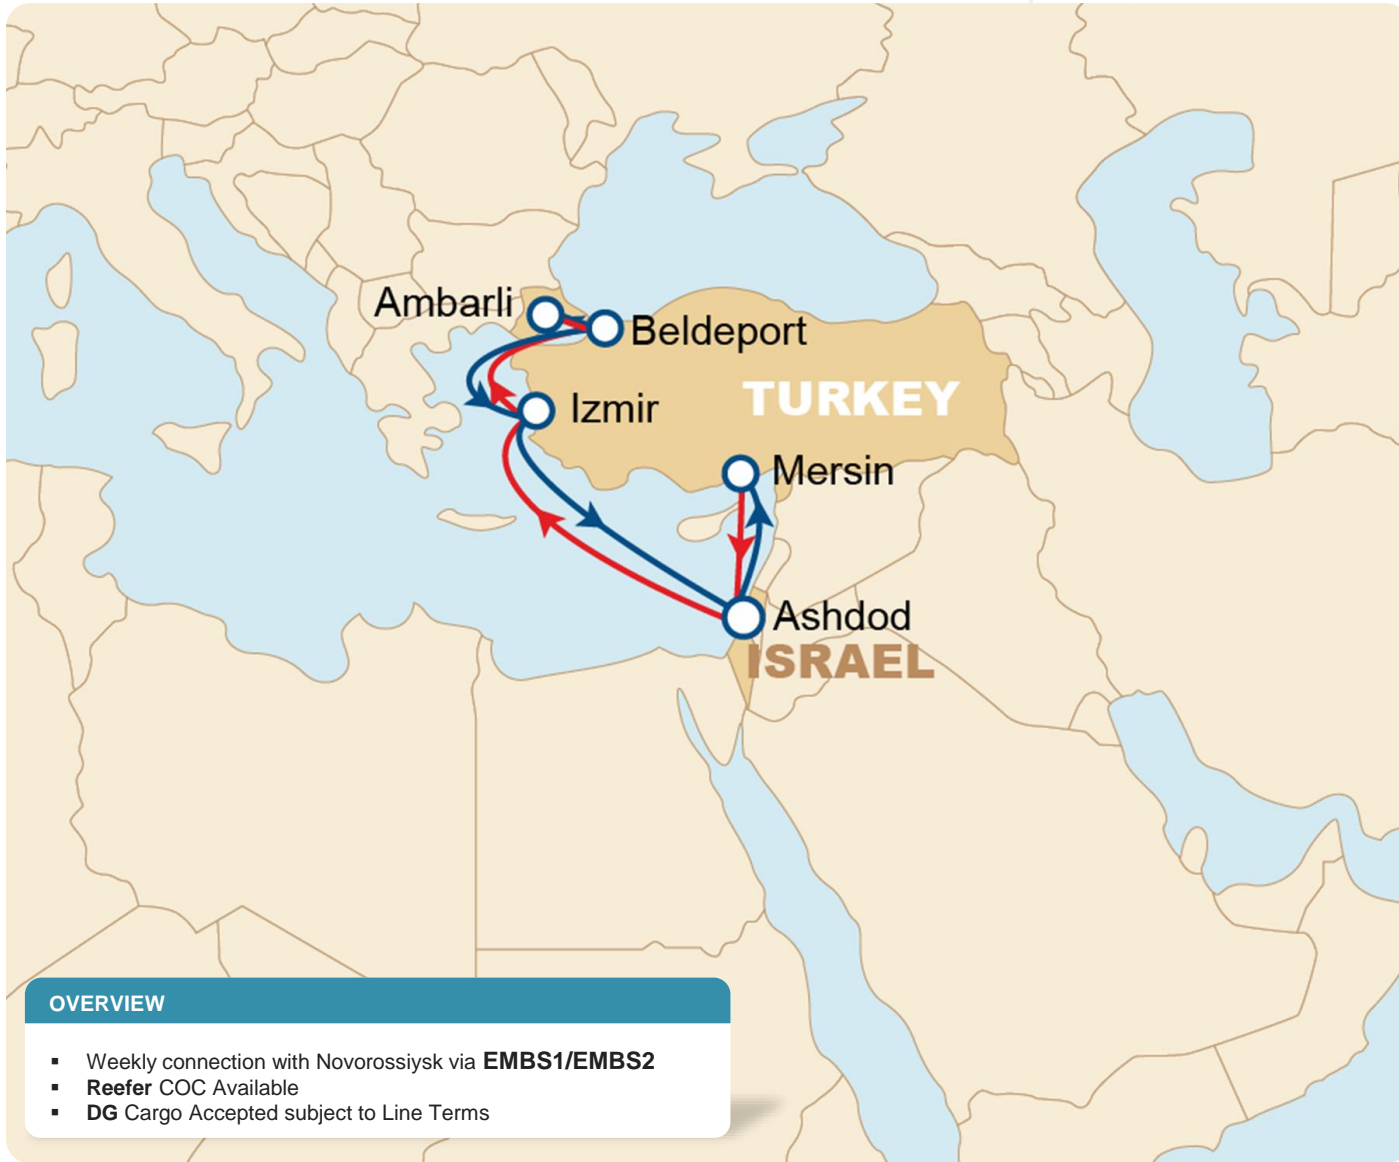 Ambarli
Beldeport
TURKEY
Izmir
Mersin
Ashdod
ISRAEL
OVERVIEW
▪ Weekly connection with Novorossiysk via EMBS1/EMBS2
▪ Reefer COC Available
▪ DG Cargo Accepted subject to Line Terms